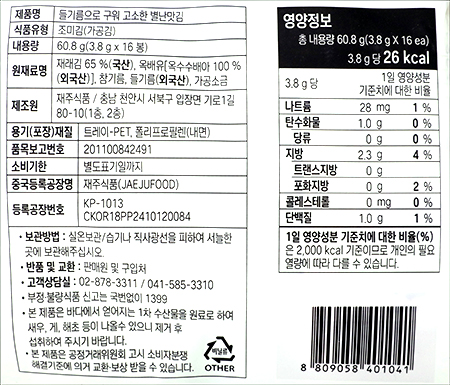 제품명 들기름으로 구워 고소한 별난맛김
식품유형 조미김(가공김)
내용량 60.8 g(3.8 g X 16 봉)
원재료명 재래김 65 %(국산), 옥배유[옥수수배아 100 %
(외국산)], 참기름, 들기름(외국산), 가공소금
제조원 재주식품 / 충남 천안시 서북구 입장면 기로1길
80-10(1층, 2층)
용기(포장)재질 트레이-PET, 폴리프로필렌(내면)
품목보고번호 201100842491
소비기한 별도표기일까지
중국등록공장명 재주식품(JAEJUFOOD)
등록공장번호 KP-1013
CKOR18PP2410120084
• 보관방법 : 실온보관/습기나 직사광선을 피하여 서늘한
곳에 보관해주십시오.
• 반품 및 교환 : 판매원 및 구입처
• 고객상담실 : 02-878-3311 / 041-585-3310
• 부정·불량식품 신고는 국번없이 1399
• 본 제품은 바다에서 얻어지는 1차 수산물을 원료로 하여
새우, 게, 해초 등이 나올수 있으니 제거 후
섭취하여 주시기 바랍니다.
• 본 제품은 공정거래위원회 고시 소비자분쟁
해결기준에 의거 교환·보상 받을 수 있습니다.
비닐류
OTHER
영양정보
총 내용량 60.8 g(3.8 g X 16 ea)
3.8 g 당 26 kcal
3.8 g 당 1일 영양성분
기준치에 대한 비율
나트륨 28 mg 1 %
탄수화물 1.0 g 0 %
당류 0 g 0 %
지방 2.3 g 4 %
트랜스지방 0 g
포화지방 0 g 2 %
콜레스테롤 0 mg 0 %
단백질 1.0 g 1 %
1일 영양성분 기준치에 대한 비율(%)
은 2,000 kcal 기준이므로 개인의 필요
열량에 따라 다를 수 있습니다.
8 809058 401041